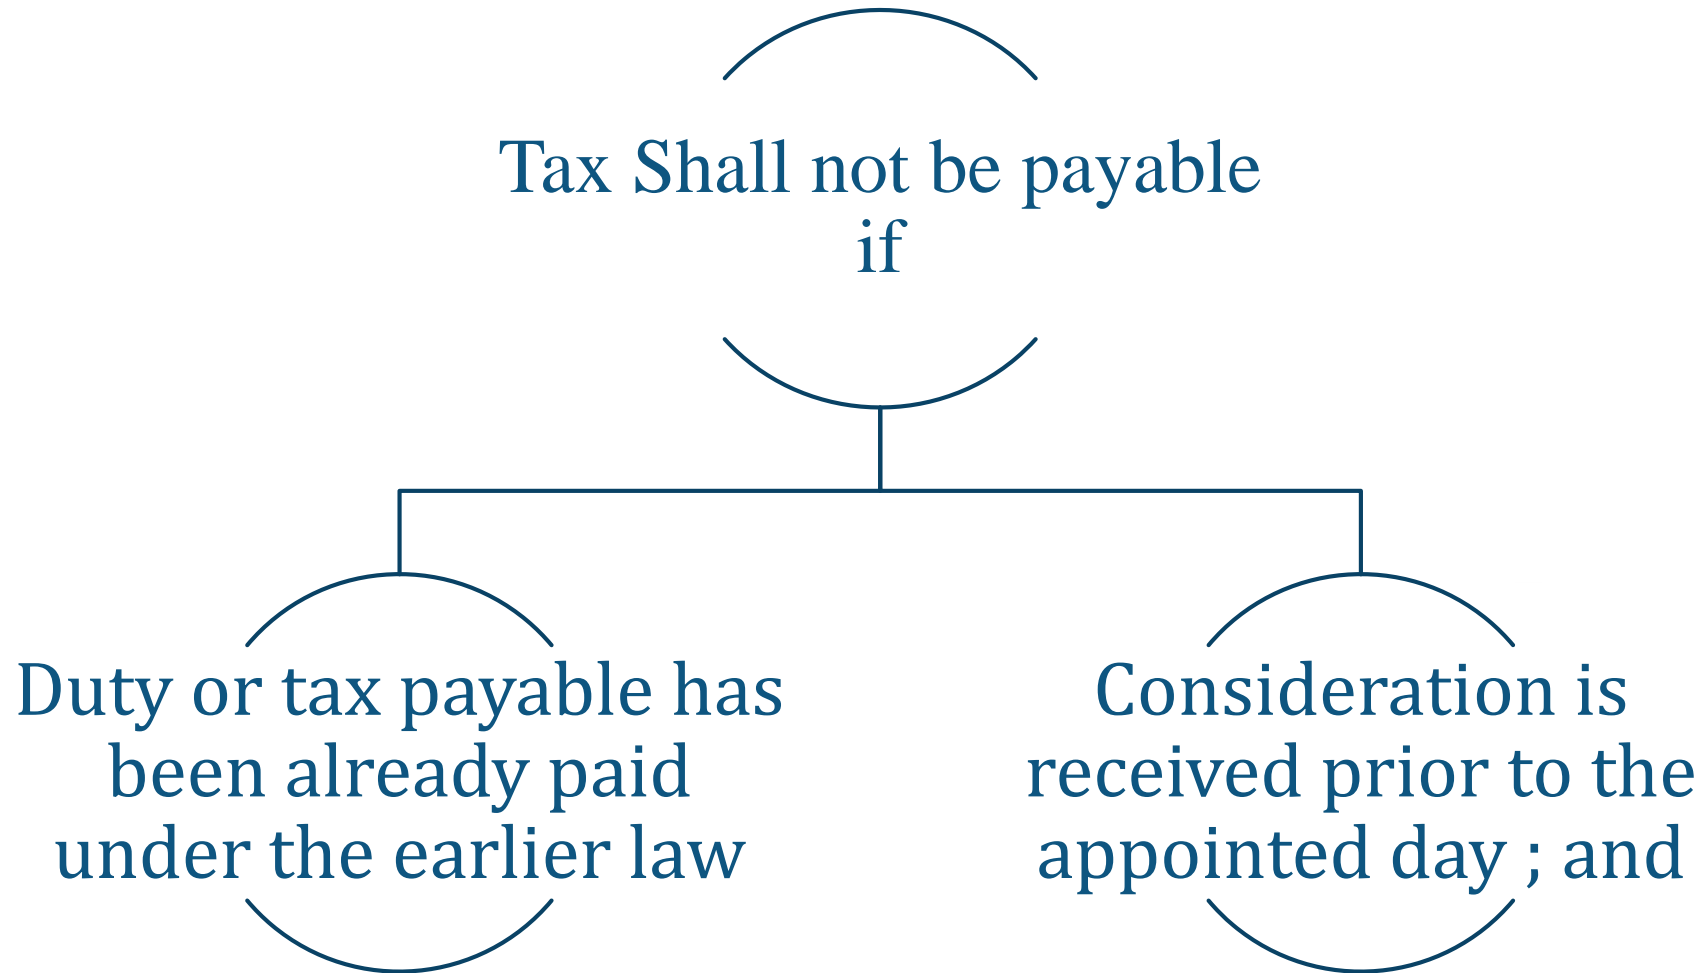 Tax Shall not be payable
if
Duty or tax payable has
been already paid
under the earlier law
Consideration is
received prior to the
appointed day ; and